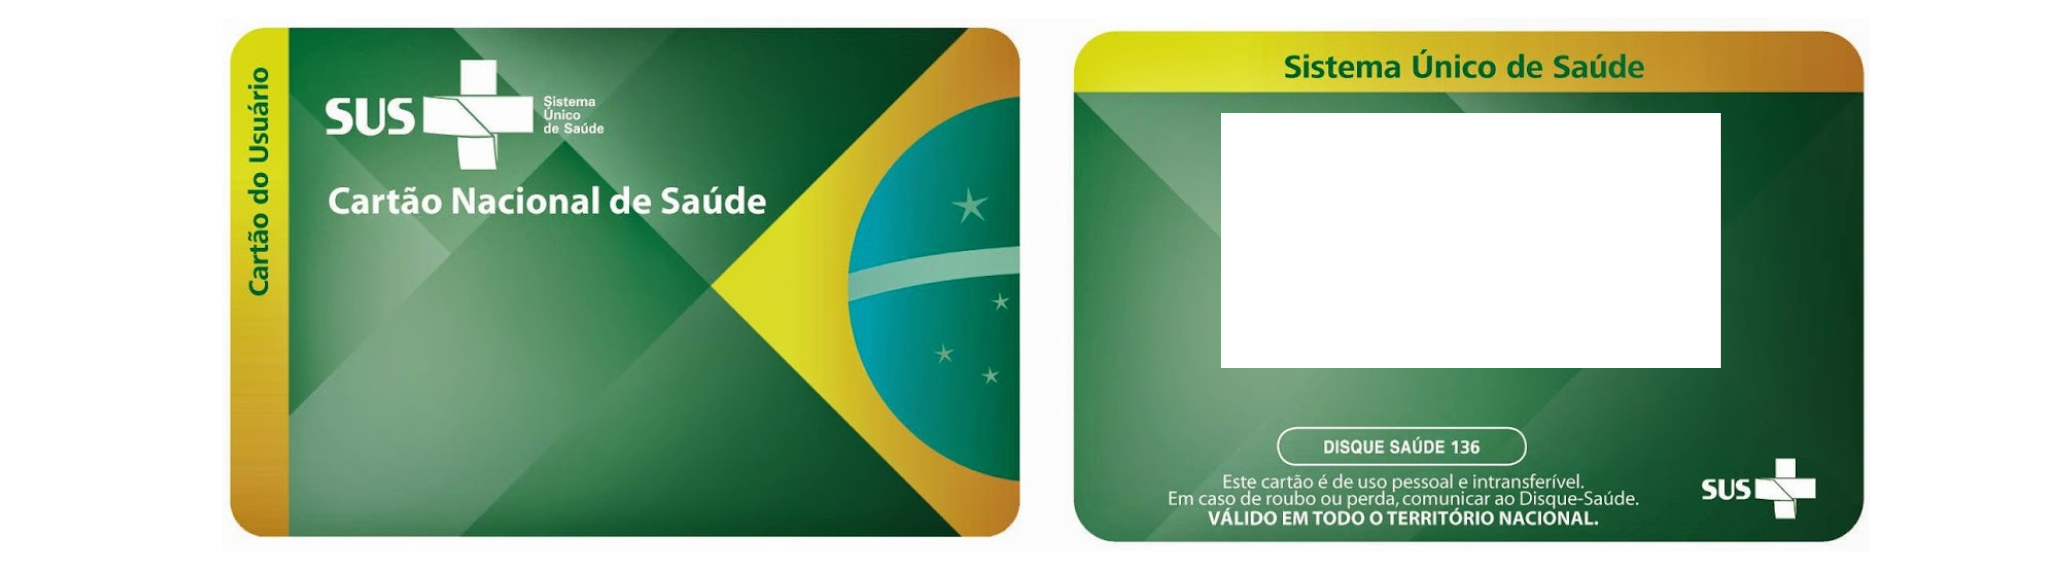 Cartão do Usuário
SUS
Sistema
Único
de Saúde
Cartão Nacional de Saúde
Sistema Único de Saúde
DISQUE SAÚDE 136
Este cartão é de uso pessoal e intransferível.
Em caso de roubo ou perda, comunicar ao Disque-Saúde.
VÁLIDO EM TODO O TERRITÓRIO NACIONAL.
SUS